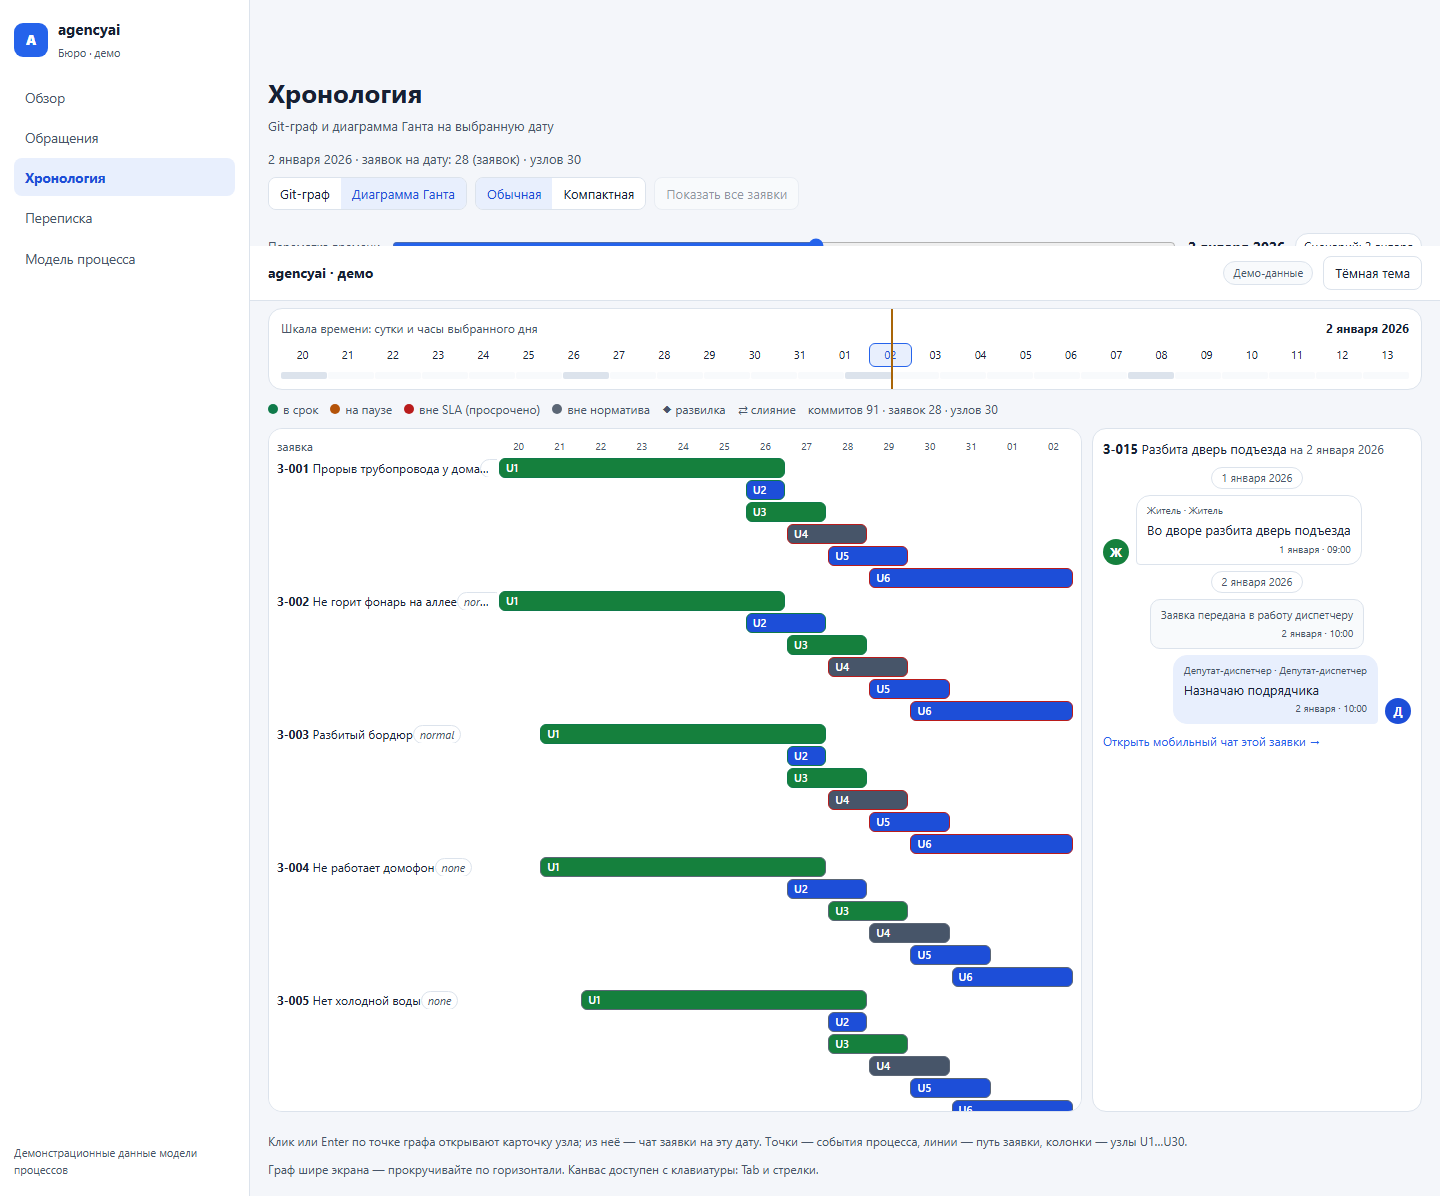 A
agencyai
Бюро · демо
Обзор
Обращения
Хронология
Переписка
Модель процесса
Демонстрационные данные модели
процессов
Хронология
Git-граф и диаграмма Ганта на выбранную дату
2 января 2026 · заявок на дату: 28 (заявок) · узлов 30
Git-граф Диаграмма Ганта Обычная Компактная Показать все заявки
agencyai · демо
Демо-данные Тёмная тема
Шкала времени: сутки и часы выбранного дня 2 января 2026
20 21 22 23 24 25 26 27 28 29 30 31 01 02 03 04 05 06 07 08 09 10 11 12 13
в срок на паузе вне SLA (просрочено) вне норматива ◆ развилка ⇄ слияние коммитов 91 · заявок 28 · узлов 30
заявка 20 21 22 23 24 25 26 27 28 29 30 31 01 02
З-001 Прорыв трубопровода у дома... U1
U2
U3
U4
U5
U6
З-002 Не горит фонарь на аллее nor... U1
U2
U3
U4
U5
U6
З-003 Разбитый бордюр normal U1
U2
U3
U4
U5
U6
З-004 Не работает домофон none U1
U2
U3
U4
U5
U6
З-005 Нет холодной воды none U1
U2
U3
U4
U5
U6
З-015 Разбита дверь подъезда на 2 января 2026
1 января 2026
Житель · Житель
Во дворе разбита дверь подъезда
1 января · 09:00
Ж
2 января 2026
Заявка передана в работу диспетчеру
2 января · 10:00
Депутат-диспетчер · Депутат-диспетчер
Назначаю подрядчика
2 января · 10:00
Д
Открыть мобильный чат этой заявки →
Клик или Enter по точке графа открывают карточку узла; из неё — чат заявки на эту дату. Точки — события процесса, линии — путь заявки, колонки — узлы U1…U30.
Граф шире экрана — прокручивайте по горизонтали. Канвас доступен с клавиатуры: Tab и стрелки.